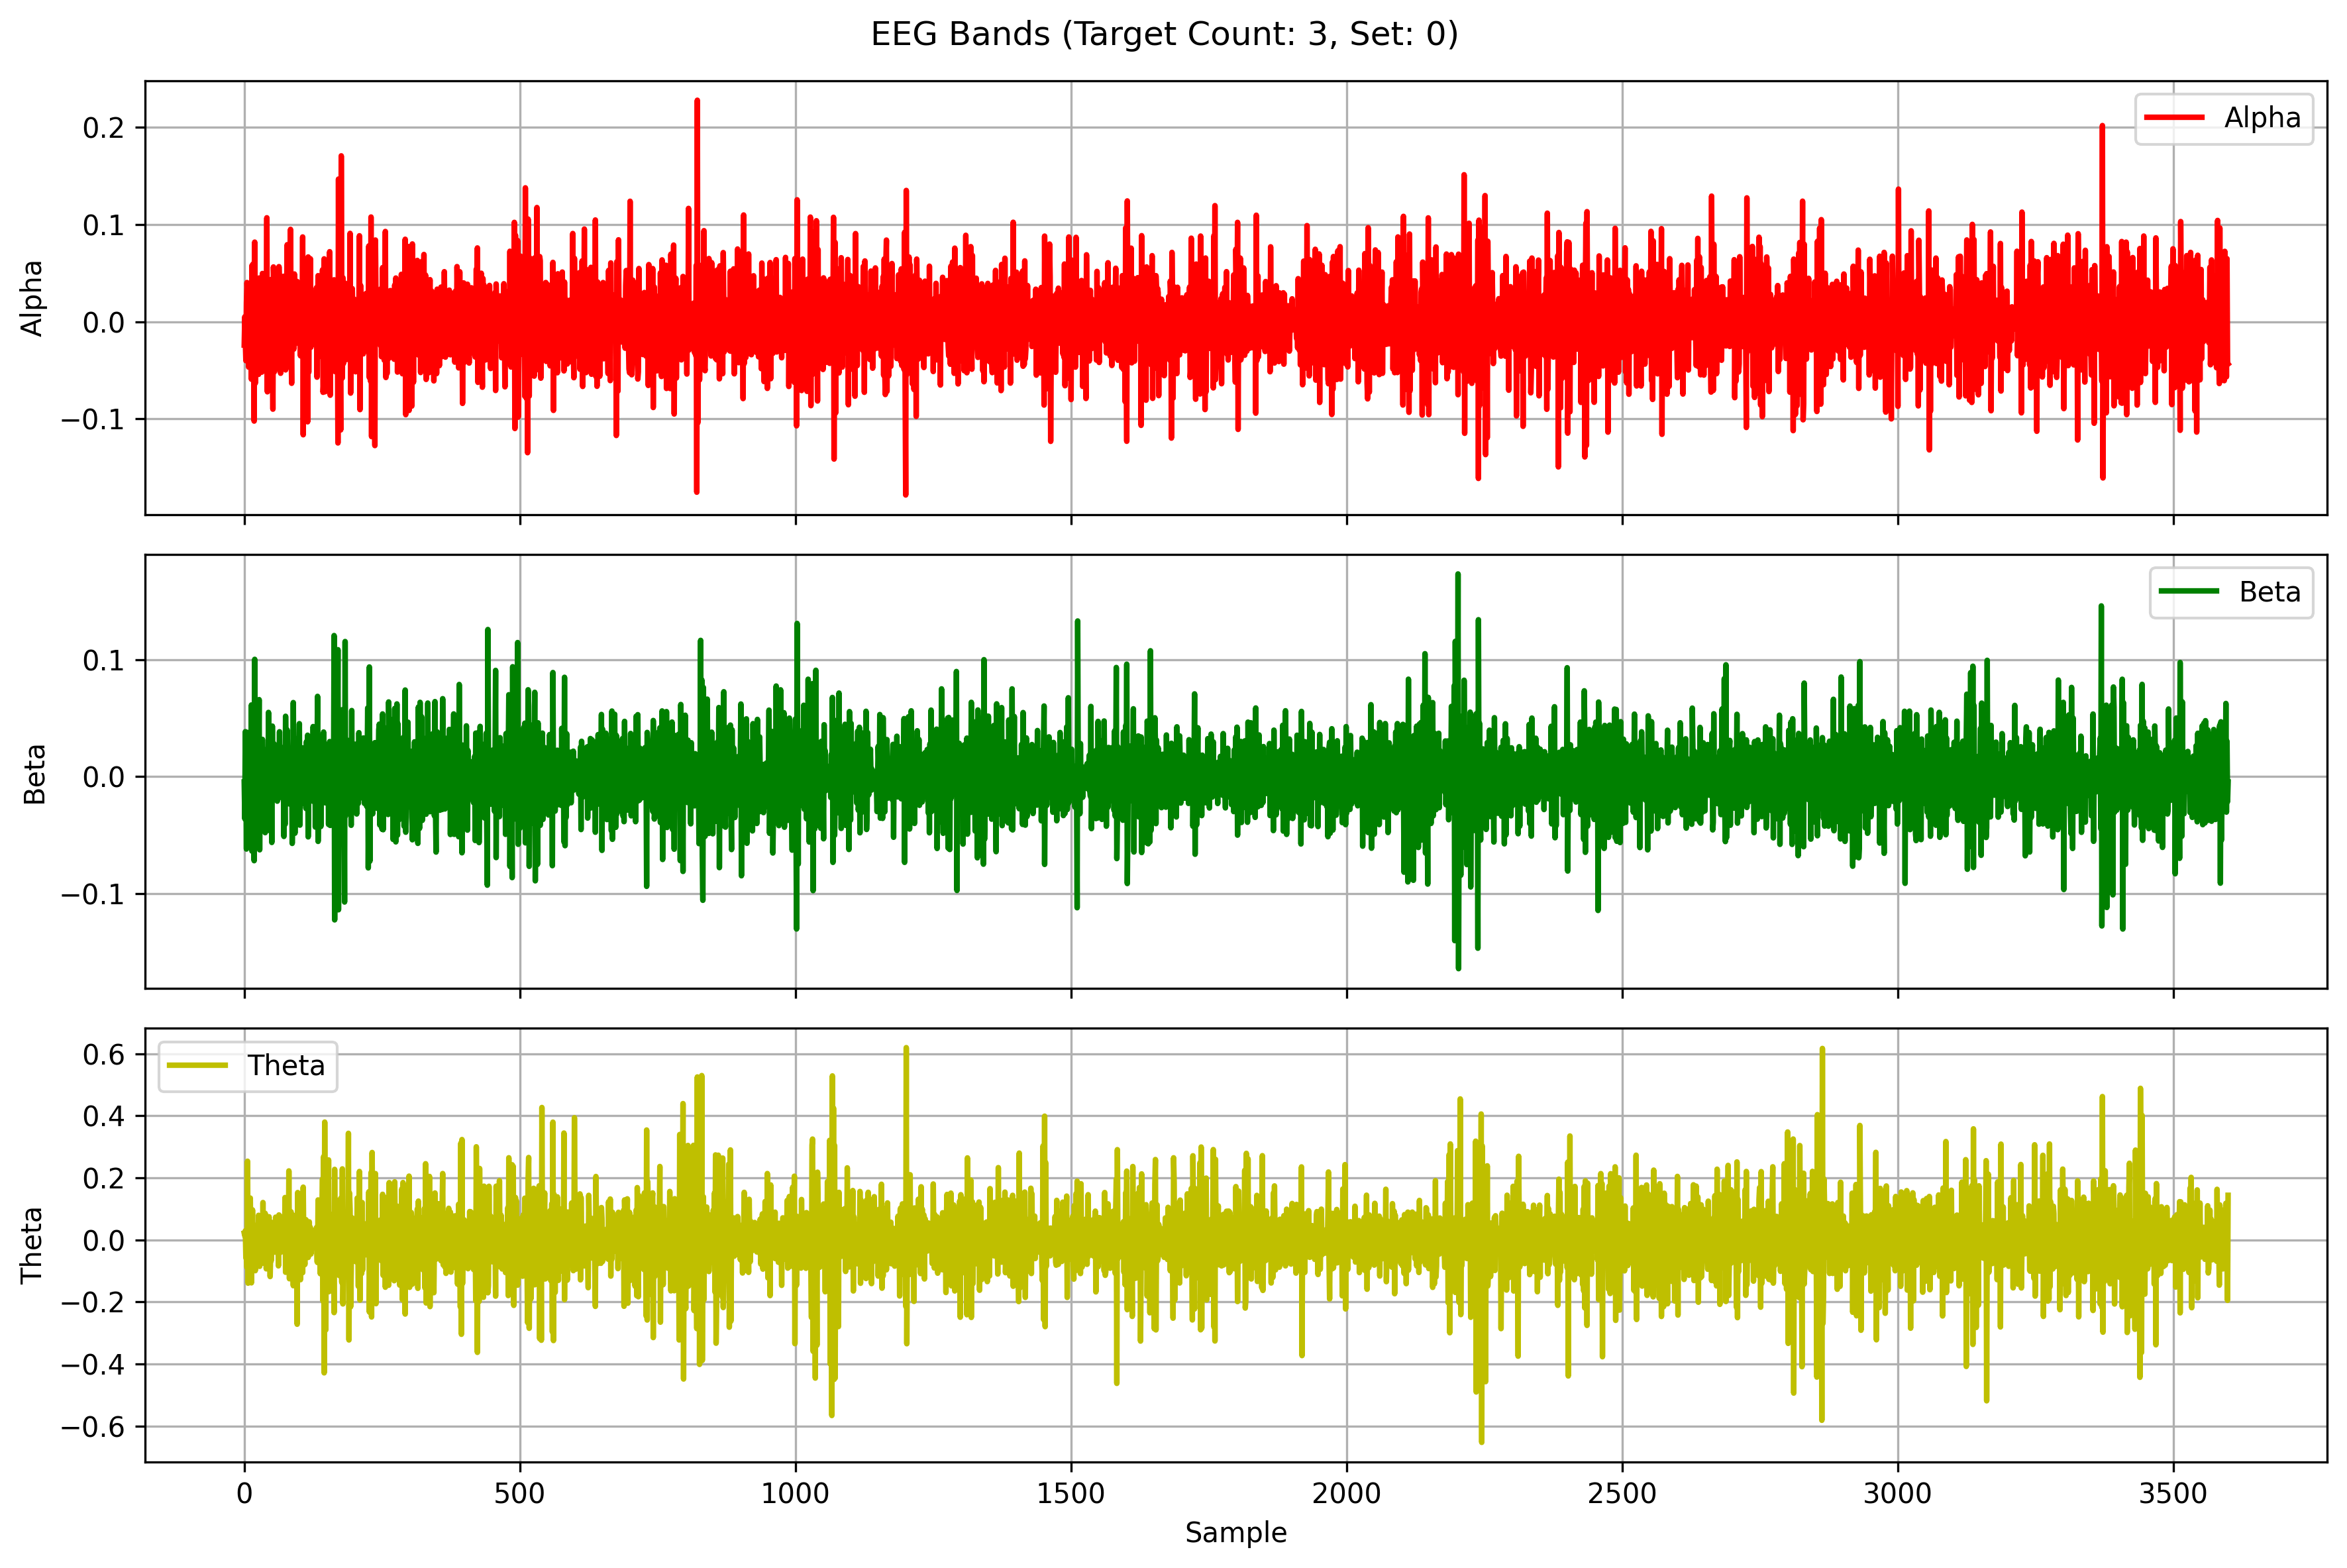 EEG Bands (Target Count: 3, Set: 0)
Alpha
0.2
0.1
0.0
−0.1
Alpha
Beta
0.1
0.0
−0.1
Beta
Theta
0.6
0.4
0.2
0.0
−0.2
−0.4
−0.6
Theta
0 500 1000 1500 2000 2500 3000 3500
Sample